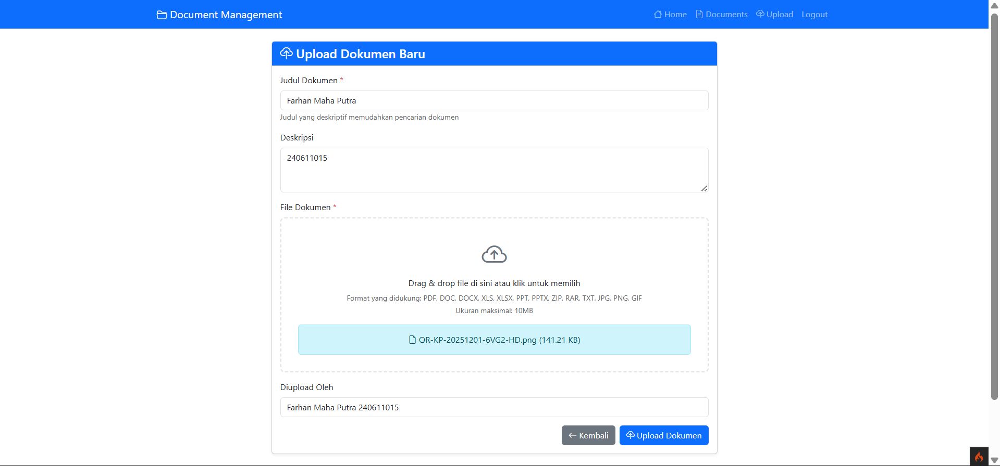 Document Management
Home Documents Upload Logout
Upload Dokumen Baru
Judul Dokumen *
Farhan Maha Putra
Judul yang deskriptif memudahkan pencarian dokumen
Deskripsi
240611015
File Dokumen *
Drag & drop file di sini atau klik untuk memilih
Format yang didukung: PDF, DOC, DOCX, XLS, XLSX, PPT, PPTX, ZIP, RAR, TXT, JPG, PNG, GIF
Ukuran maksimal: 10MB
QR-KP-20251201-6VG2-HD.png (141.21 KB)
Diupload Oleh
Farhan Maha Putra 240611015
Kembali Upload Dokumen